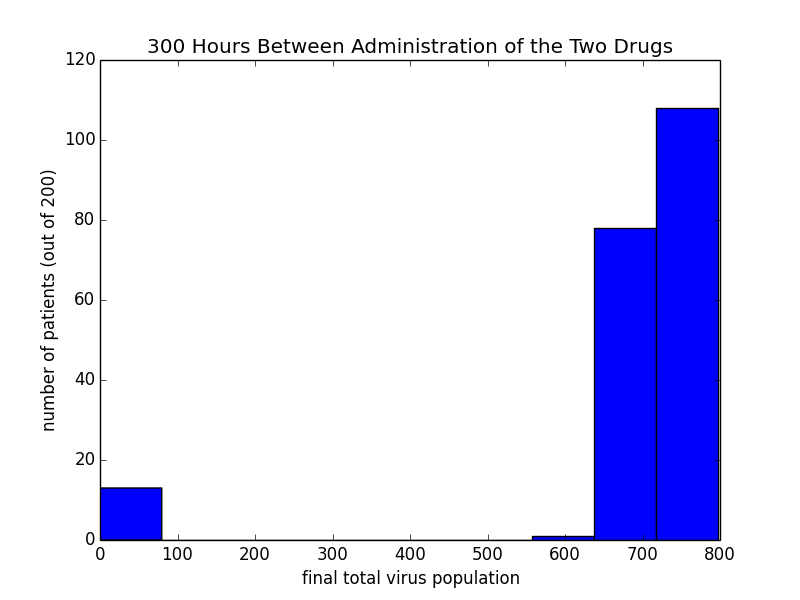 300 Hours Between Administration of the Two Drugs
120
100
80
60
40
20
0
0 100 200 300 400 500 600 700 800
number of patients (out of 200)
final total virus population